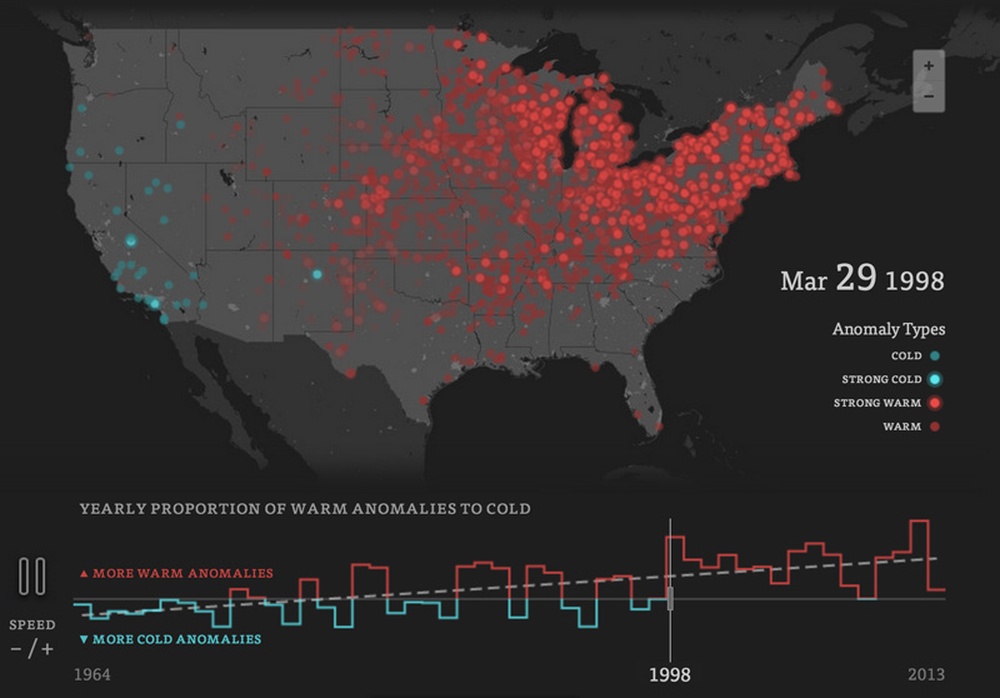 +
−
Mar 29 1998
Anomaly Types
COLD
STRONG COLD
STRONG WARM
WARM
YEARLY PROPORTION OF WARM ANOMALIES TO COLD
▲ MORE WARM ANOMALIES
SPEED
− / +
▼ MORE COLD ANOMALIES
1964
1998
2013